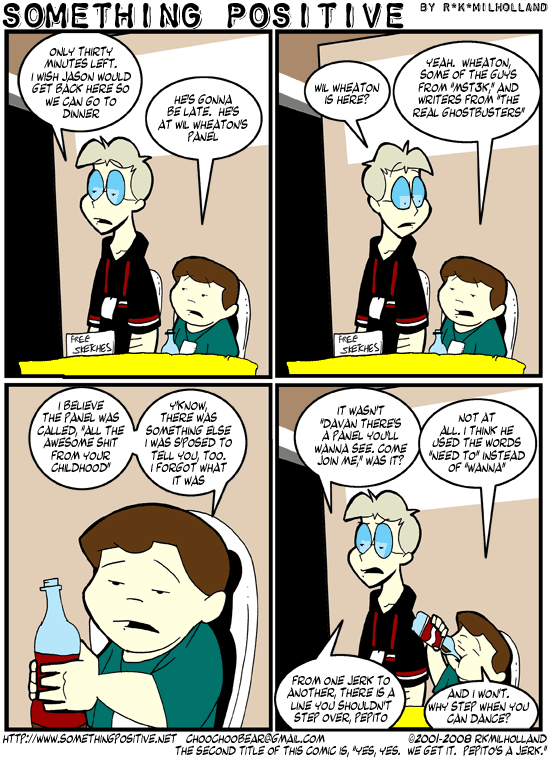 SOMETHING POSITIVE BY R*K*MILHOLLAND
ONLY THIRTY
MINUTES LEFT.
I WISH JASON WOULD
GET BACK HERE SO
WE CAN GO TO
DINNER
HE'S GONNA
BE LATE. HE'S
AT WIL WHEATON'S
PANEL
FREE
SKETCHES
WIL WHEATON
IS HERE?
YEAH. WHEATON,
SOME OF THE GUYS
FROM "MST3K," AND
WRITERS FROM "THE
REAL GHOSTBUSTERS"
FREE
SKETCHES
I BELIEVE
THE PANEL WAS
CALLED, "ALL THE
AWESOME SHIT
FROM YOUR
CHILDHOOD"
Y'KNOW,
THERE WAS
SOMETHING ELSE
I WAS S'POSED TO
TELL YOU, TOO.
I FORGOT WHAT
IT WAS
IT WASN'T
"DAVAN THERE'S
A PANEL YOU'LL
WANNA SEE. COME
JOIN ME," WAS IT?
NOT AT
ALL. I THINK HE
USED THE WORDS
"NEED TO" INSTEAD
OF "WANNA"
FROM ONE JERK TO
ANOTHER, THERE IS A
LINE YOU SHOULDN'T
STEP OVER, PEPITO
AND I WON'T.
WHY STEP WHEN YOU
CAN DANCE?
HTTP://WWW.SOMETHINGPOSITIVE.NET CHOOCHOOBEAR@GMAIL.COM ©2001-2008 RKMILHOLLAND
THE SECOND TITLE OF THIS COMIC IS, "YES, YES. WE GET IT. PEPITO'S A JERK."